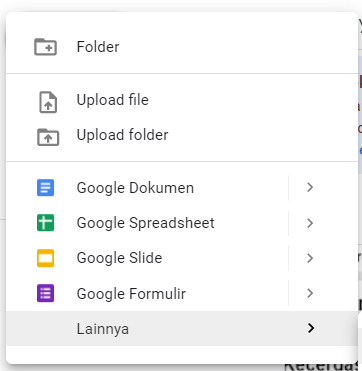 Folder
Upload file
Upload folder
Google Dokumen
Google Spreadsheet
Google Slide
Google Formulir
Lainnya